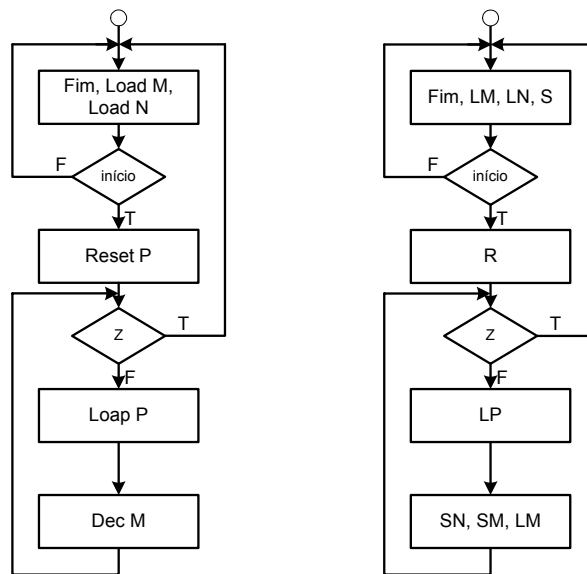 Fim, Load M,
Load N
F
início
T
Reset P
Z
T
F
Loap P
Dec M
Fim, LM, LN, S
F
início
T
R
Z
T
F
LP
SN, SM, LM